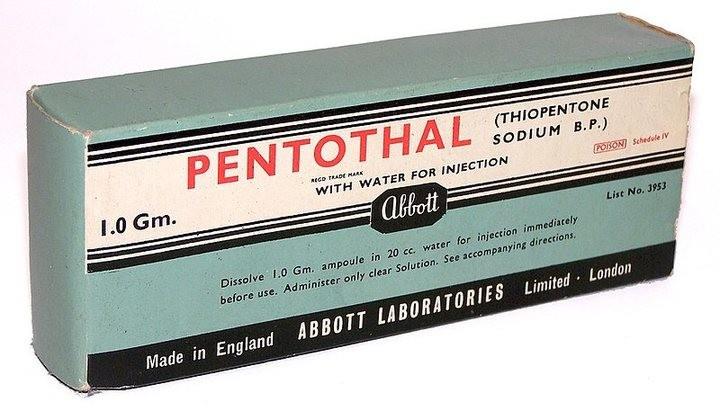 PENTOTHAL
(THIOPENTONE
SODIUM B.P.)
POISON Schedule IV
REGD TRADE MARK
WITH WATER FOR INJECTION
1.0 Gm.
abbott
List No. 3953
Dissolve 1.0 Gm. ampoule in 20 cc. water for injection immediately
before use. Administer only clear Solution. See accompanying directions.
Made in England ABBOTT LABORATORIES Limited · London